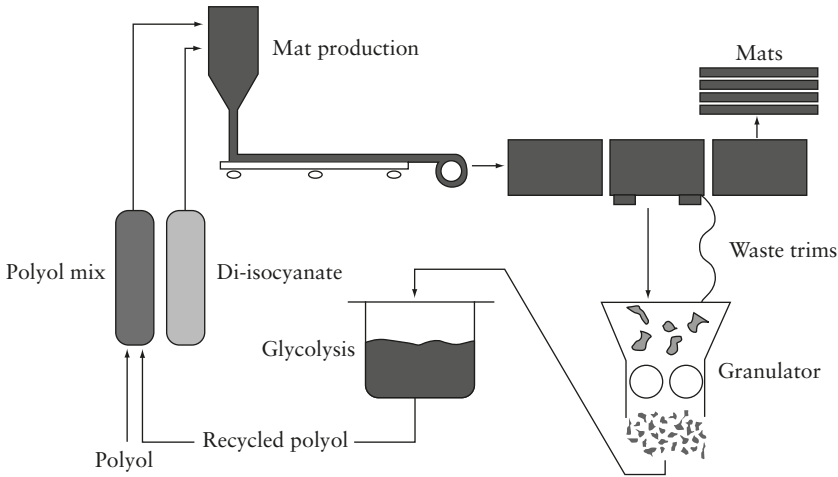 Mat production
Mats
Waste trims
Polyol mix
Di-isocyanate
Glycolysis
Granulator
Recycled polyol
Polyol